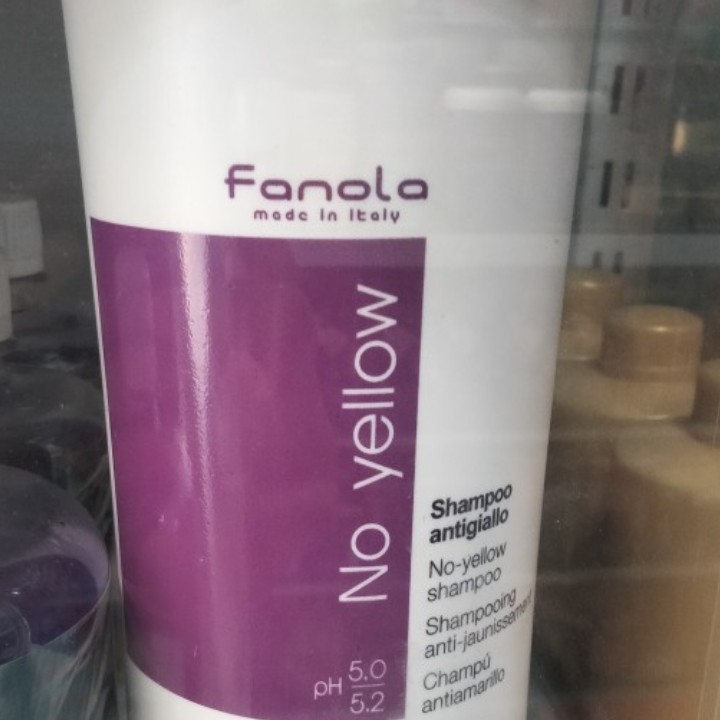 Fanola
made in Italy
No yellow
pH 5.0
5.2
Shampoo
antigiallo
No-yellow
shampoo
Shampooing
anti-jaunissement
Champú
antiamarillo